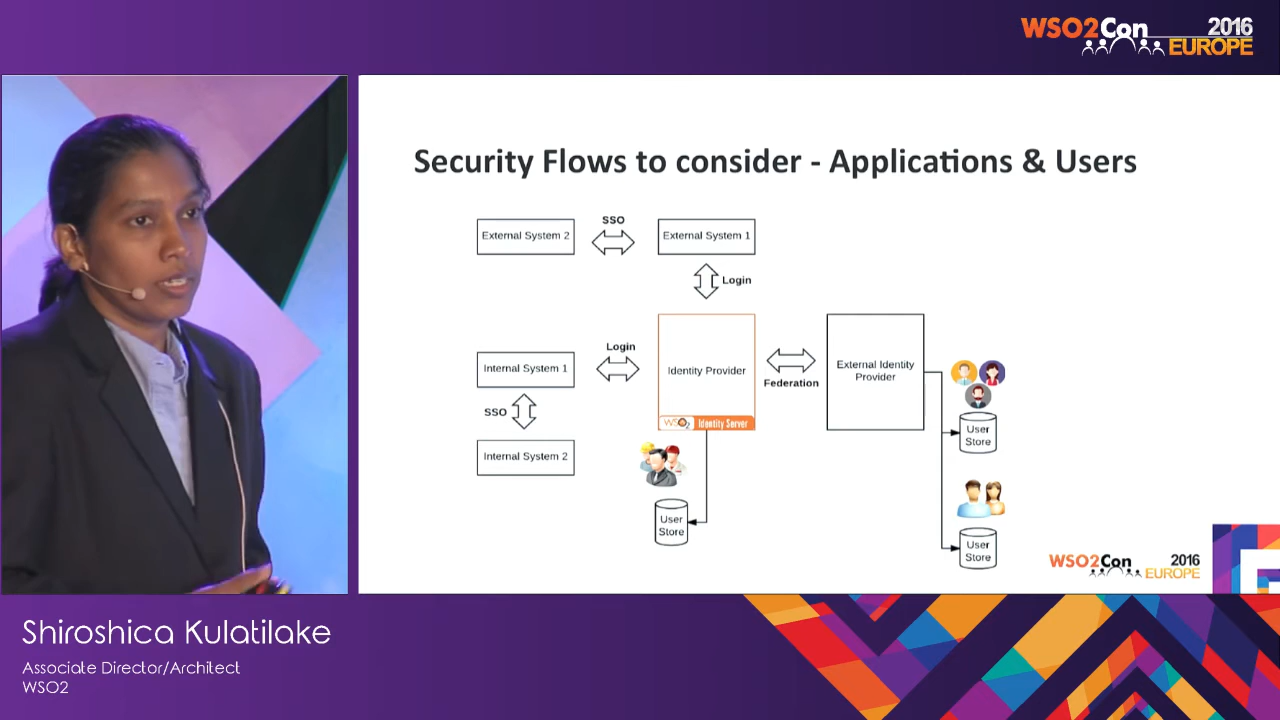 WSO2Con 2016
EUROPE
Security Flows to consider - Applications & Users
External System 2
SSO
External System 1
Login
Internal System 1
Login
Identity Provider
WSO2 Identity Server
Federation
External Identity
Provider
SSO
Internal System 2
User
Store
User
Store
User
Store
WSO2Con 2016
EUROPE
Shiroshica Kulatilake
Associate Director/Architect
WSO2